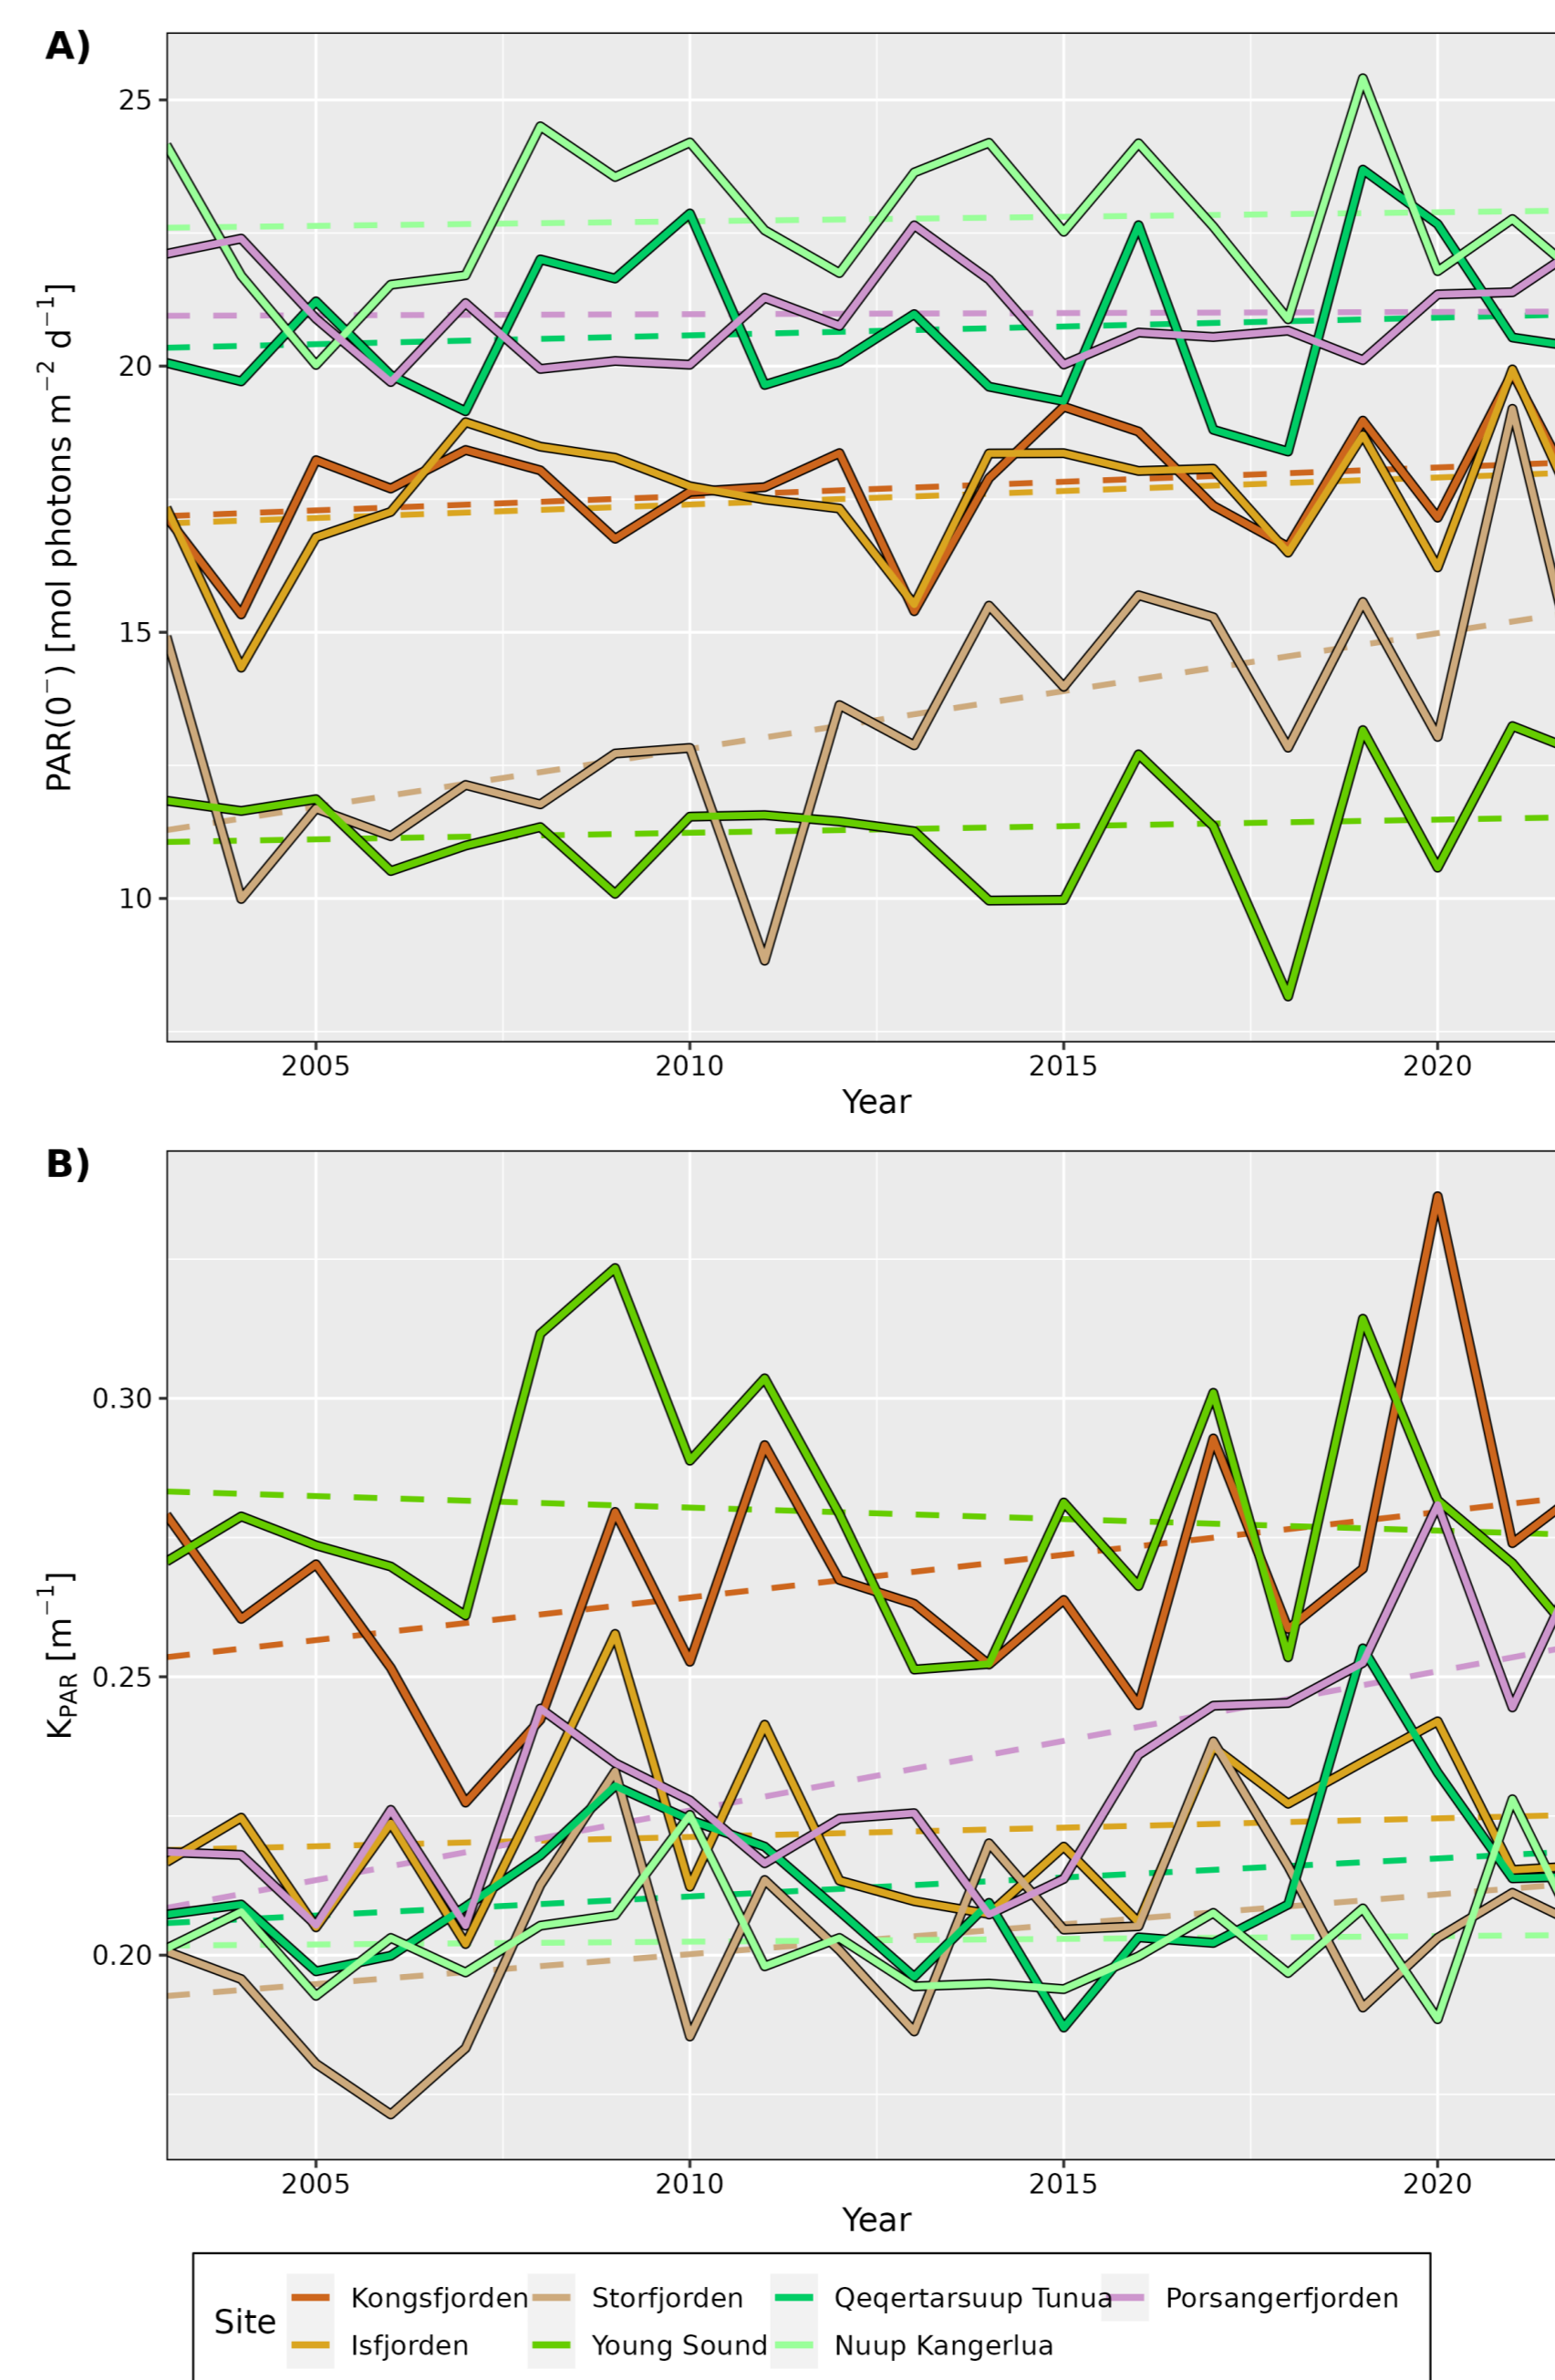 A)
PAR(0⁻) [mol photons m⁻² d⁻¹]
25
20
15
10
2005 2010 2015 2020
Year
B)
K_PAR [m⁻¹]
0.30
0.25
0.20
2005 2010 2015 2020
Year
Site
Kongsfjorden Storfjorden Qeqertarsuup Tunua Porsangerfjorden
Isfjorden Young Sound Nuup Kangerlua